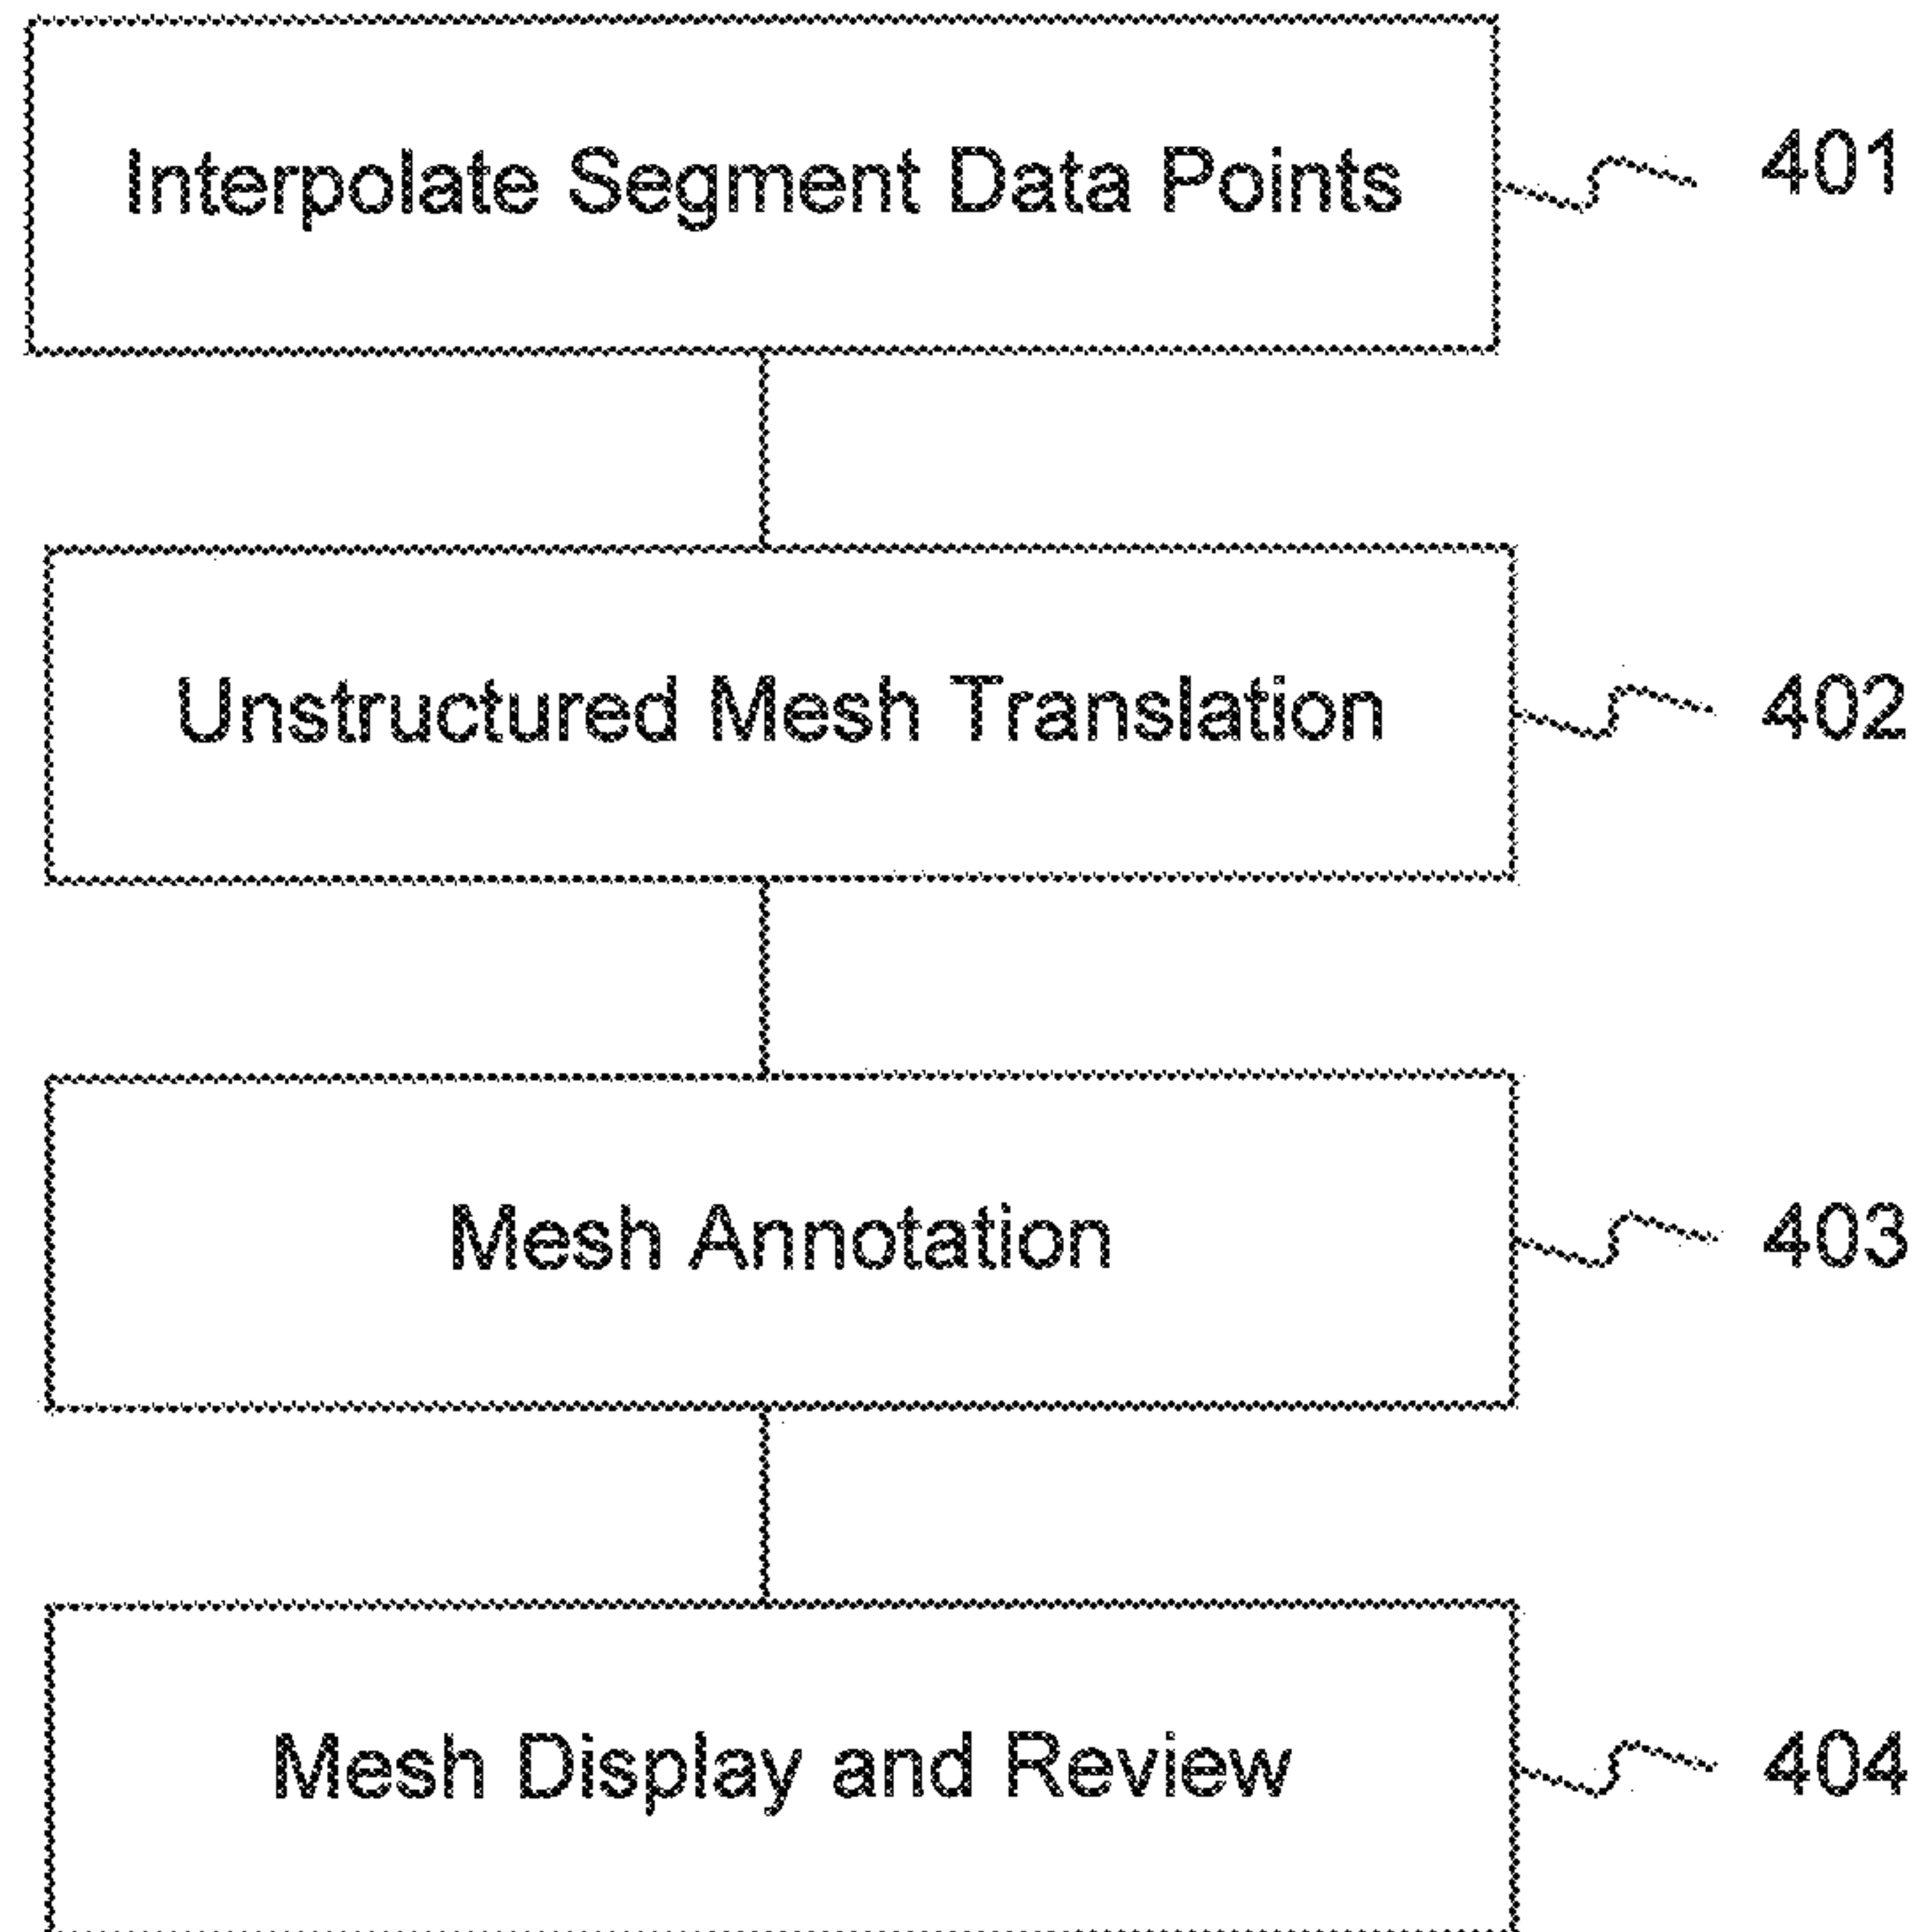 Interpolate Segment Data Points 401
Unstructured Mesh Translation 402
Mesh Annotation 403
Mesh Display and Review 404